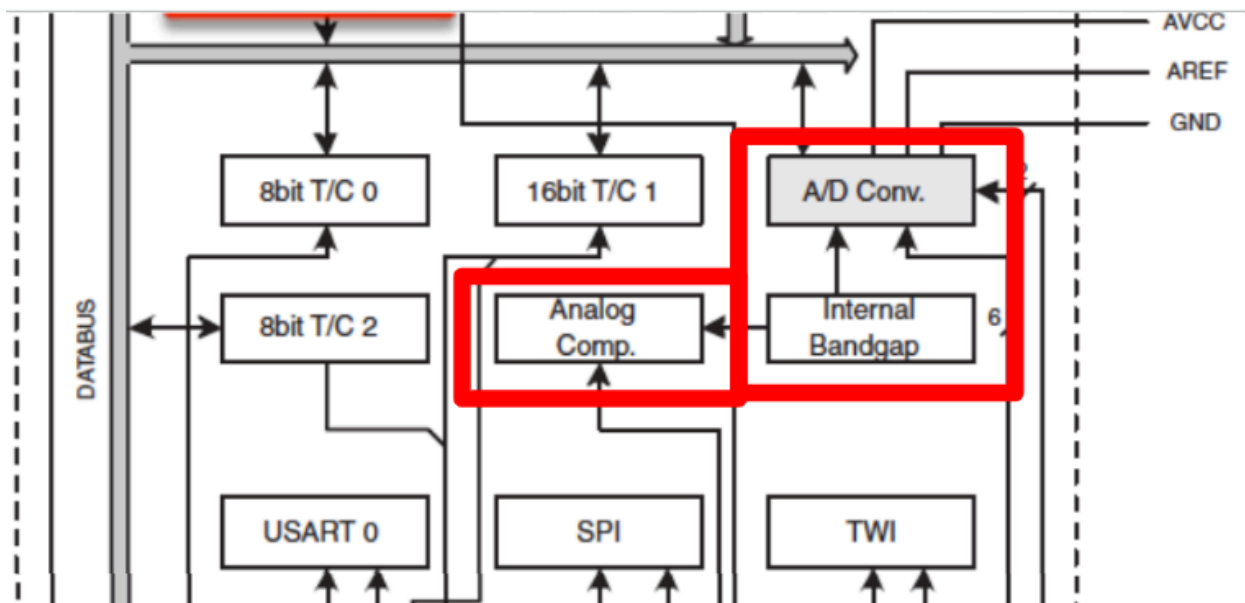 AVCC
AREF
GND
8bit T/C 0
16bit T/C 1
A/D Conv.
2
DATABUS
8bit T/C 2
Analog
Comp.
Internal
Bandgap
6
USART 0
SPI
TWI